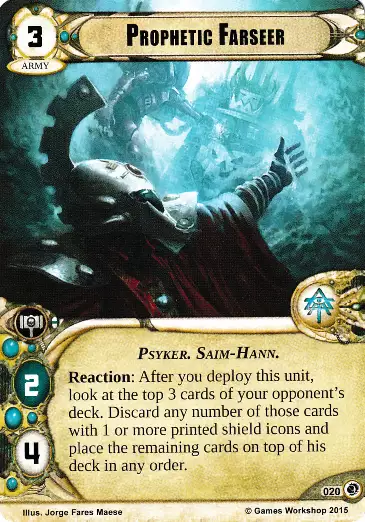 3
PROPHETIC FARSEER
ARMY
PSYKER. SAIM-HANN.
2
4
Reaction: After you deploy this unit,
look at the top 3 cards of your opponent's
deck. Discard any number of those cards
with 1 or more printed shield icons and
place the remaining cards on top of his
deck in any order.
020
Illus. Jorge Fares Maese
© Games Workshop 2015